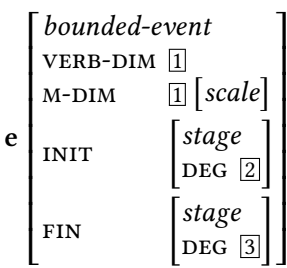 bounded-event
VERB-DIM 1
M-DIM 1 [scale]
e
INIT [stage
DEG 2]
FIN [stage
DEG 3]